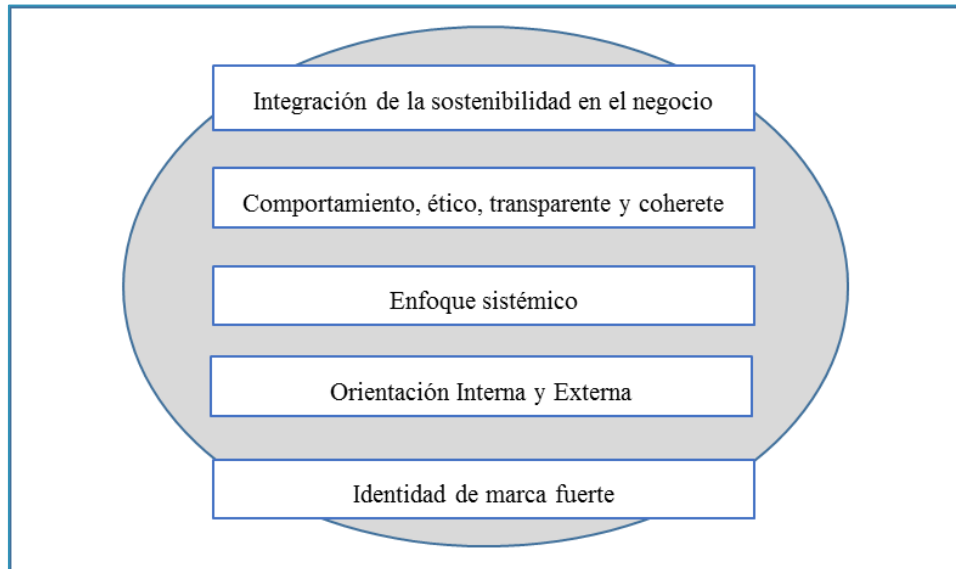 Integración de la sostenibilidad en el negocio
Comportamiento, ético, transparente y coherete
Enfoque sistémico
Orientación Interna y Externa
Identidad de marca fuerte